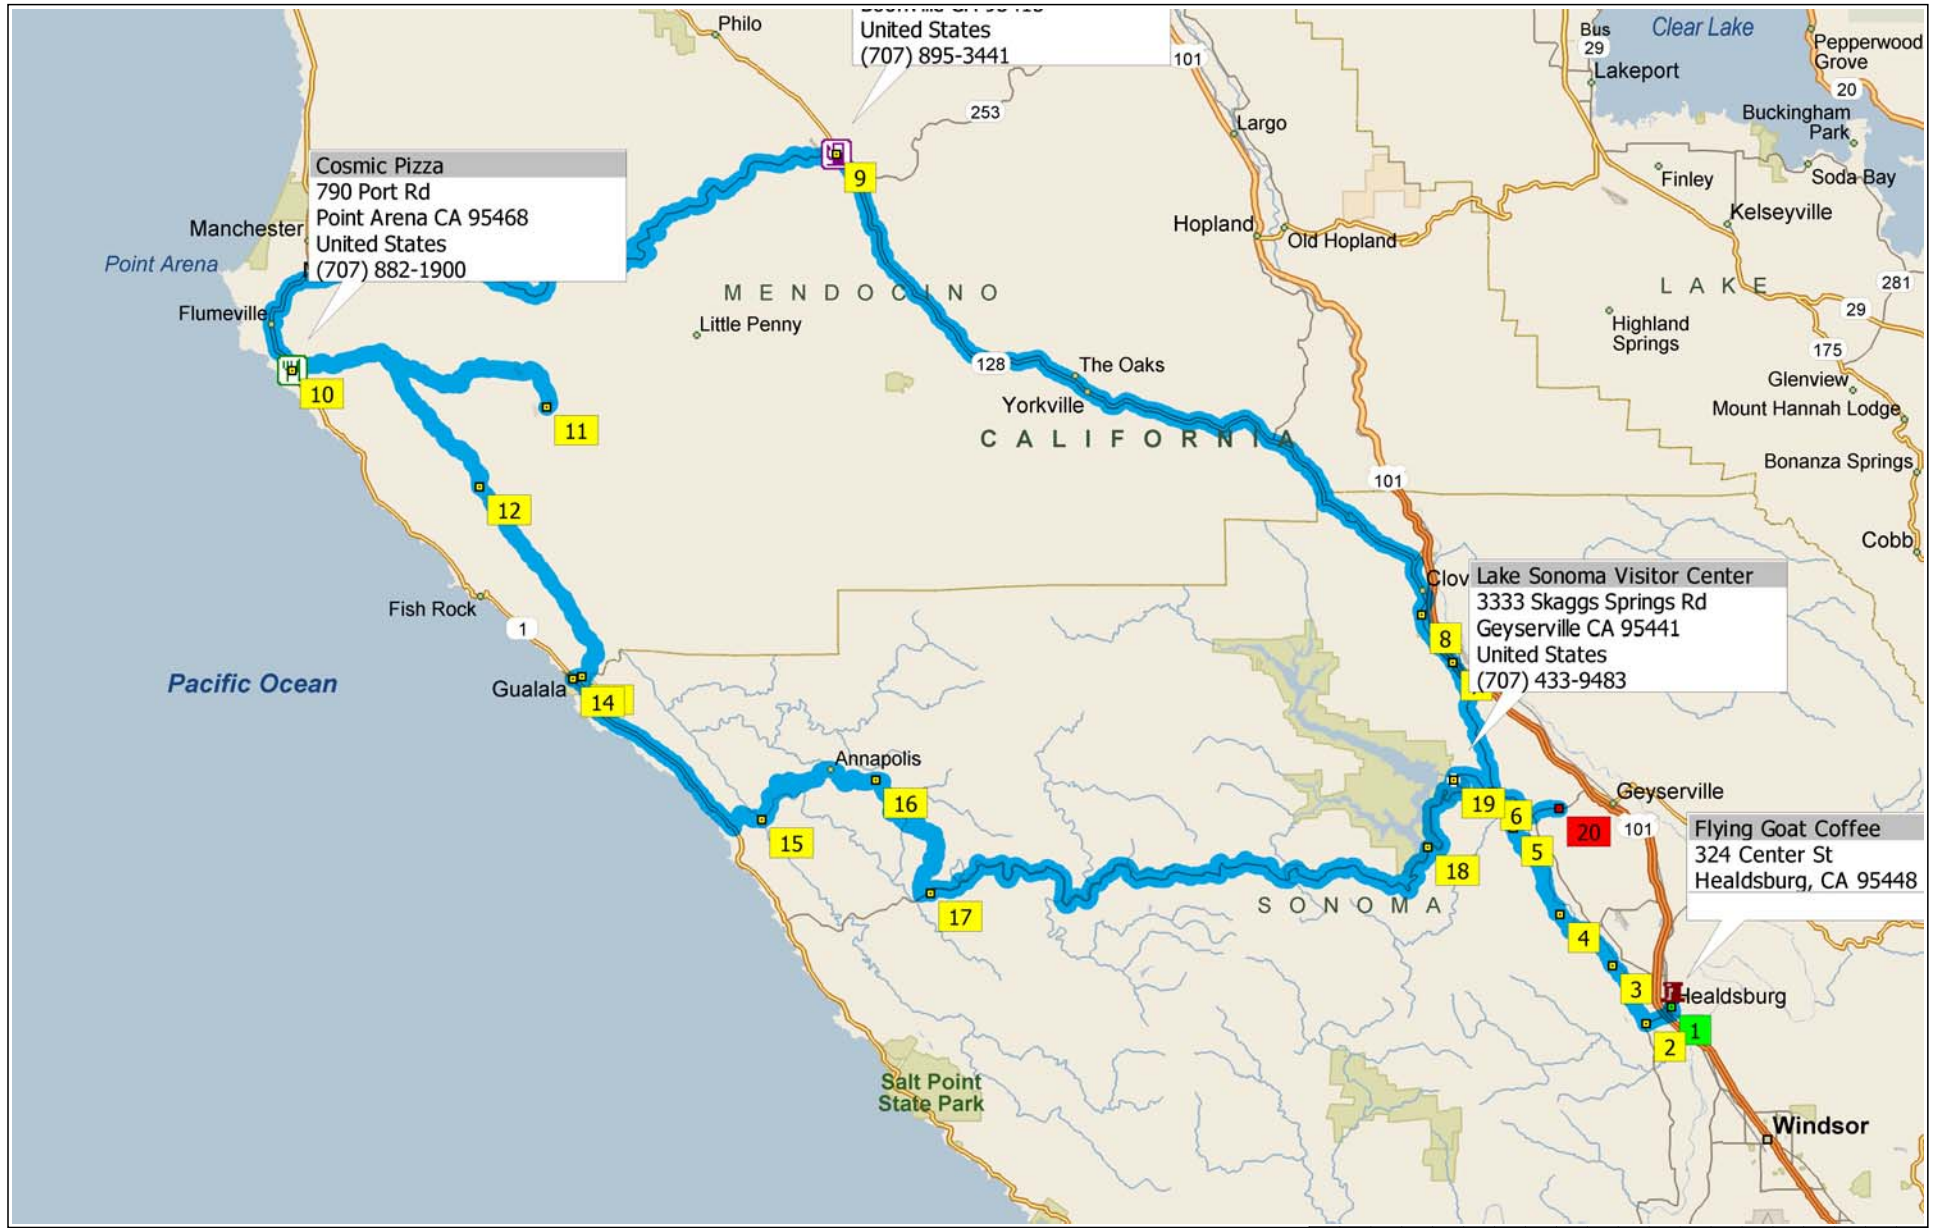 Philo
United States
(707) 895-3441
101
253
Largo
Bus
29
Lakeport
Clear Lake
Pepperwood
Grove
20
Buckingham
Park
Finley
Soda Bay
Kelseyville
Cosmic Pizza
790 Port Rd
Point Arena CA 95468
United States
(707) 882-1900
9
Manchester
Point Arena
Flumeville
Hopland
Old Hopland
MENDOCINO
Little Penny
LAKE
281
29
Highland
Springs
175
Glenview
Mount Hannah Lodge
128
The Oaks
Yorkville
CALIFORNIA
10
11
12
101
Bonanza Springs
Cobb
Clov
Lake Sonoma Visitor Center
3333 Skaggs Springs Rd
Geyserville CA 95441
United States
(707) 433-9483
8
Fish Rock
1
Pacific Ocean
Gualala
14
Annapolis
15
16
17
18
19
6
5
20
Geyserville
101
Flying Goat Coffee
324 Center St
Healdsburg, CA 95448
SONOMA
4
3
Healdsburg
1
2
Salt Point
State Park
Windsor